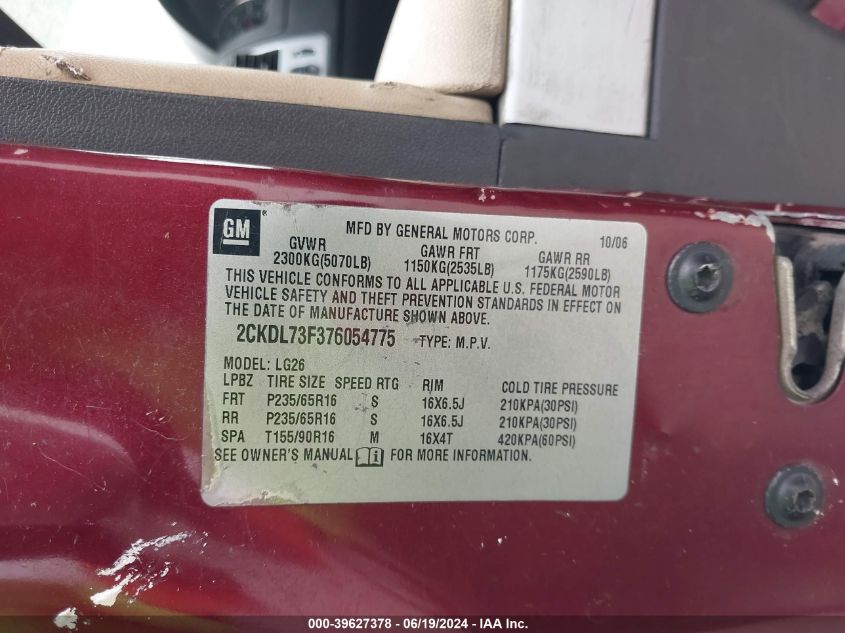 GM
MFD BY GENERAL MOTORS CORP. 10/06
GVWR GAWR FRT GAWR RR
2300KG(5070LB) 1150KG(2535LB) 1175KG(2590LB)
THIS VEHICLE CONFORMS TO ALL APPLICABLE U.S. FEDERAL MOTOR
VEHICLE SAFETY AND THEFT PREVENTION STANDARDS IN EFFECT ON
THE DATE OF MANUFACTURE SHOWN ABOVE.
2CKDL73F376054775 TYPE: M.P.V.
MODEL: LG26
LPBZ TIRE SIZE SPEED RTG RIM COLD TIRE PRESSURE
FRT P235/65R16 S 16X6.5J 210KPA(30PSI)
RR P235/65R16 S 16X6.5J 210KPA(30PSI)
SPA T155/90R16 M 16X4T 420KPA(60PSI)
SEE OWNER'S MANUAL FOR MORE INFORMATION.
000-39627378 - 06/19/2024 - IAA Inc.